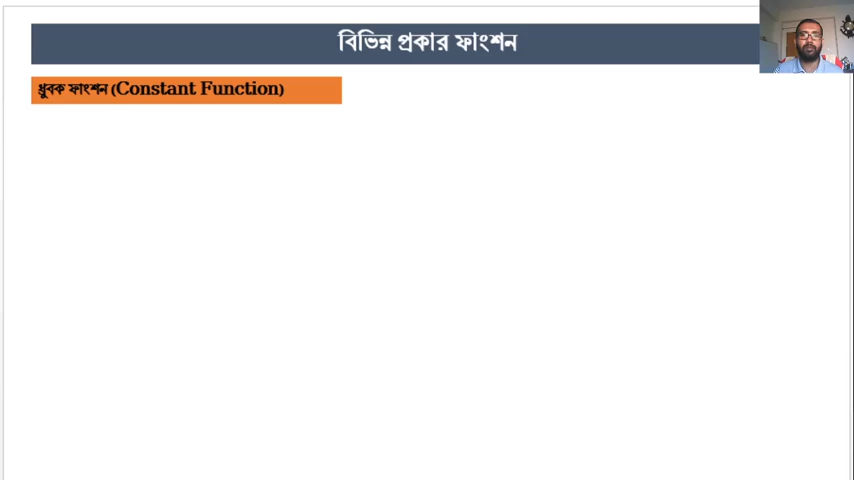 বিভিন্ন প্রকার ফাংশন
ধ্রুবক ফাংশন (Constant Function)